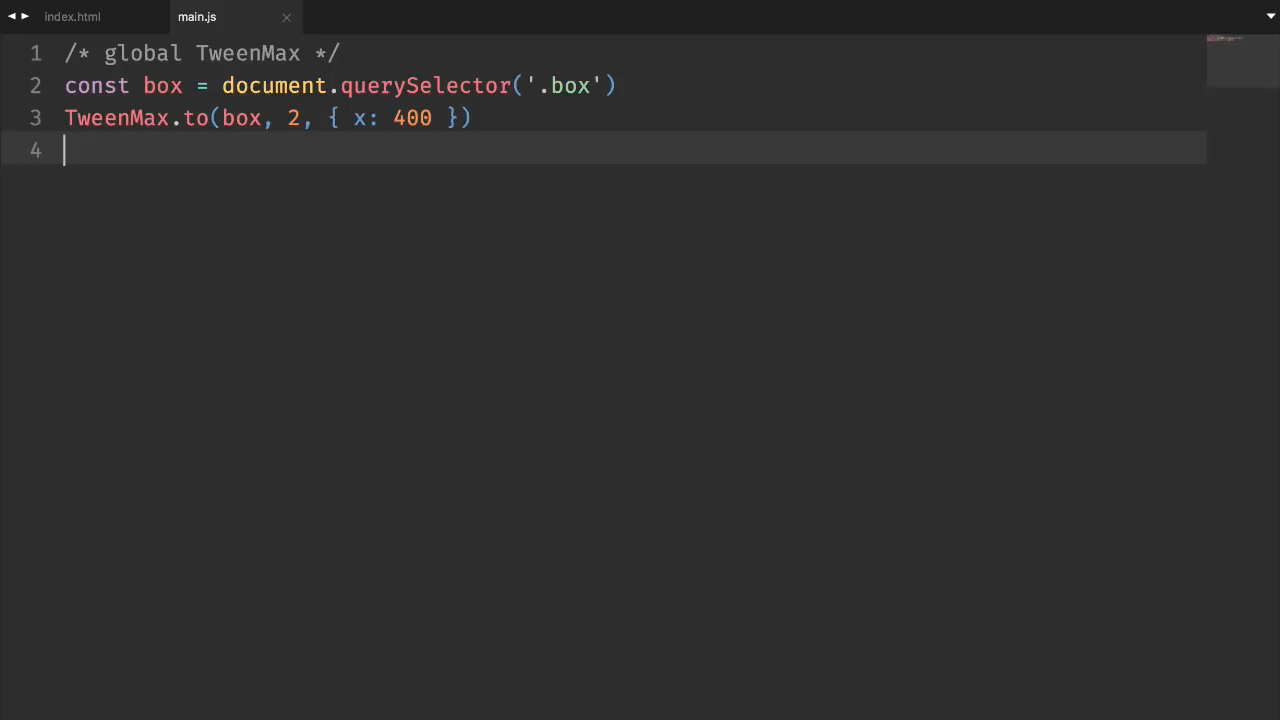 index.html main.js
1 /* global TweenMax */
2 const box = document.querySelector('.box')
3 TweenMax.to(box, 2, { x: 400 })
4